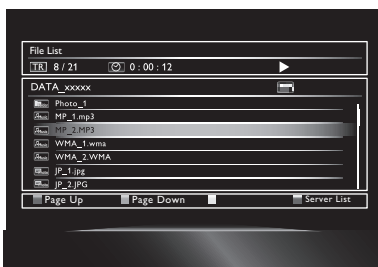 File List
TR 8 / 21 0 : 00 : 12
DATA_xxxxx
Photo_1
MP_1.mp3
MP_2.MP3
WMA_1.wma
WMA_2.WMA
JP_1.jpg
JP_2.JPG
Page Up Page Down Server List